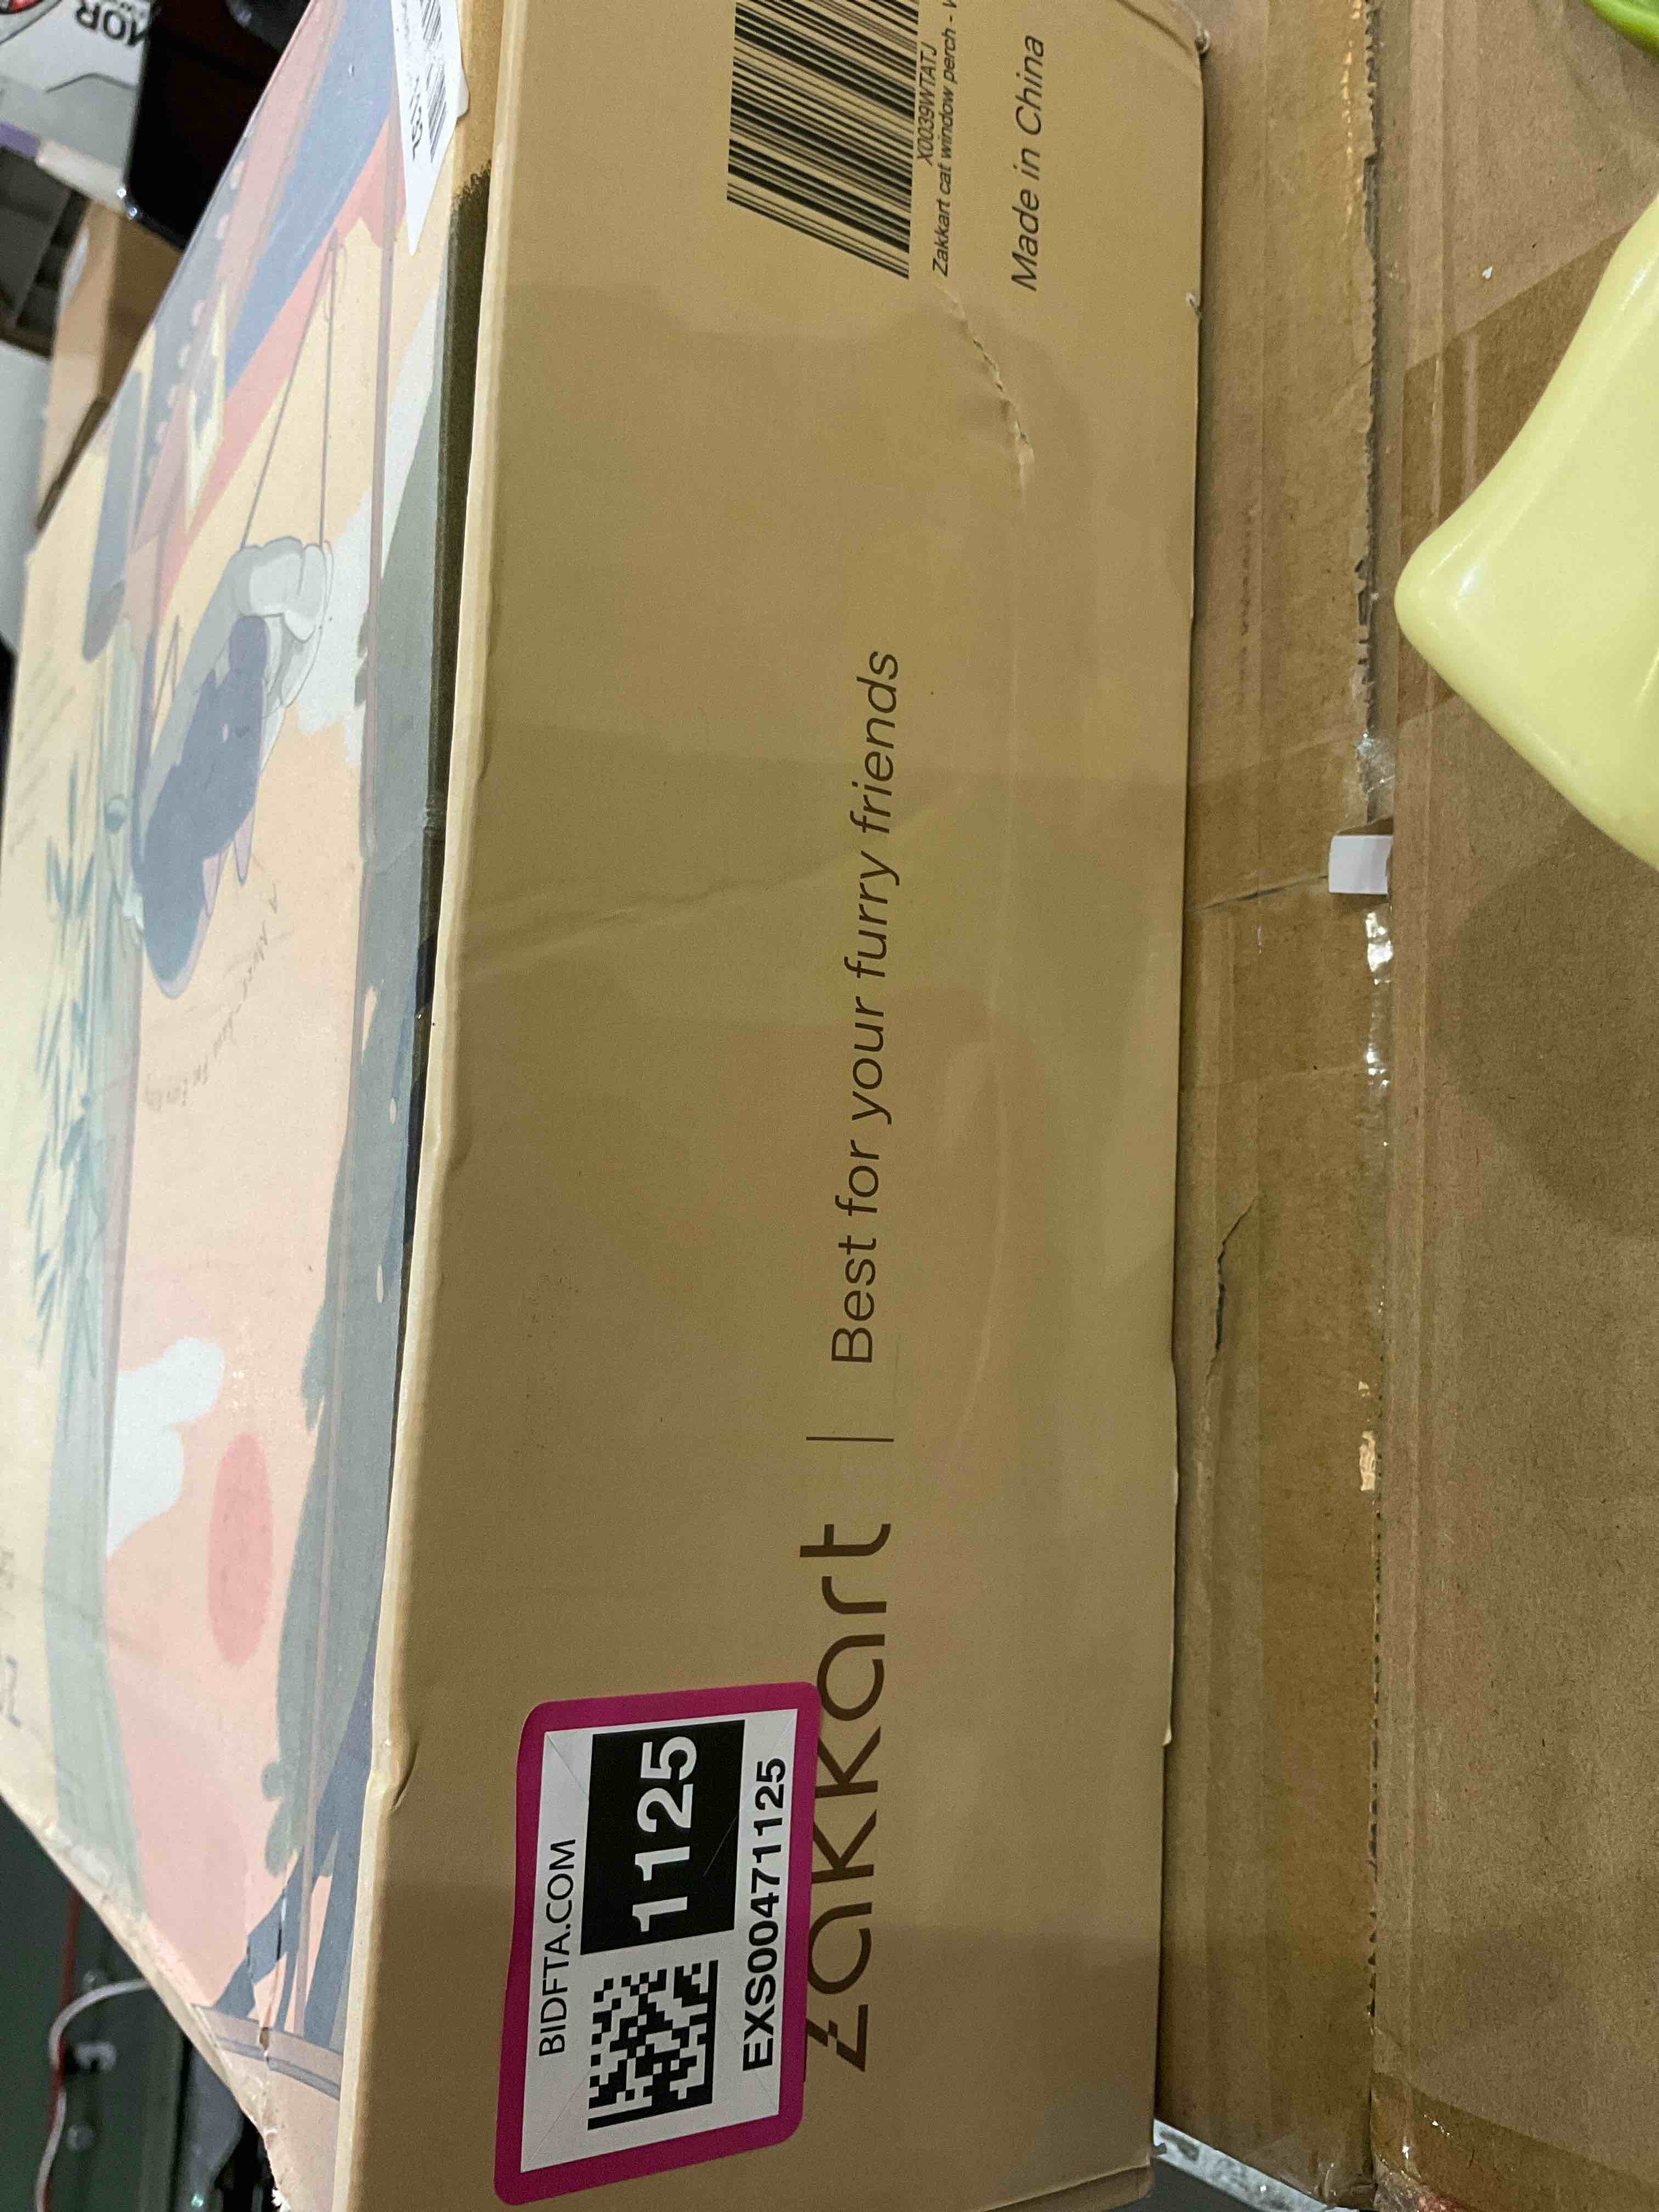 BIDFTA.COM
1125
EXS00471125
Zakkart | Best for your furry friends
X0039WTATJ
Zakkart cat window perch -
Made in China